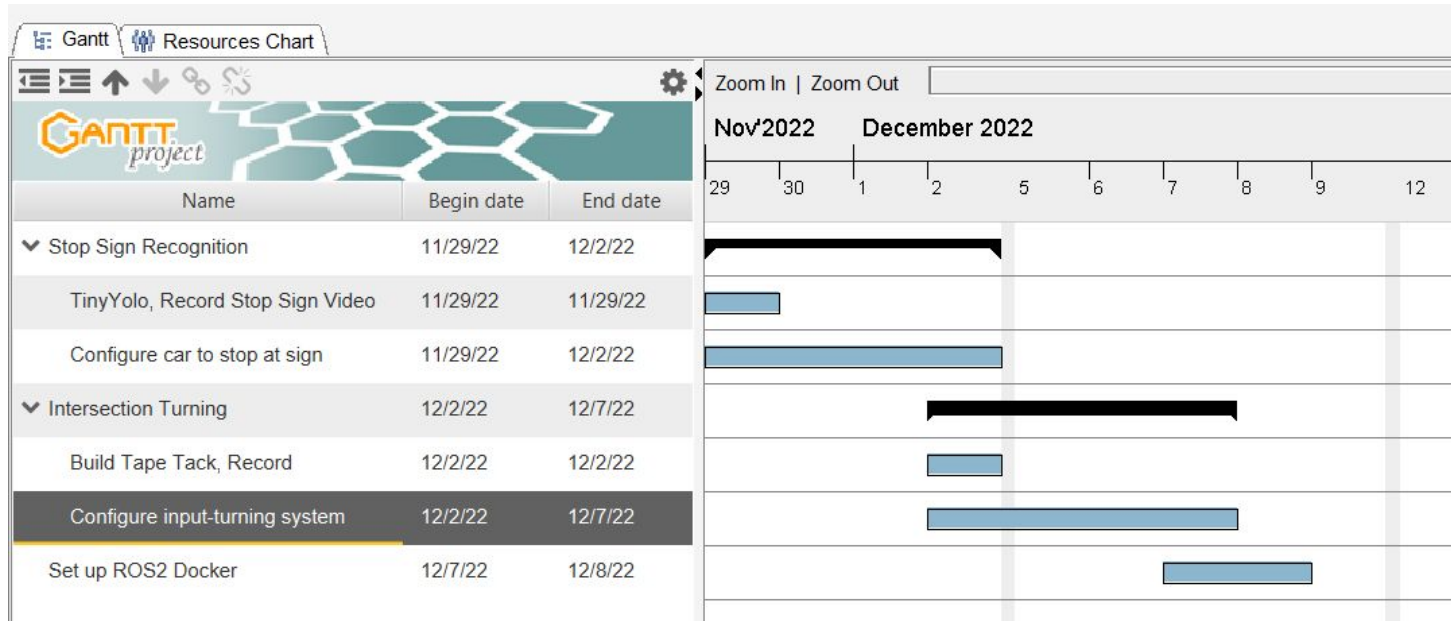 Gantt
Resources Chart
Zoom In | Zoom Out
GANTT
project
Nov'2022 December 2022
29 30 1 2 5 6 7 8 9 12
Name Begin date End date
Stop Sign Recognition 11/29/22 12/2/22
TinyYolo, Record Stop Sign Video 11/29/22 11/29/22
Configure car to stop at sign 11/29/22 12/2/22
Intersection Turning 12/2/22 12/7/22
Build Tape Tack, Record 12/2/22 12/2/22
Configure input-turning system 12/2/22 12/7/22
Set up ROS2 Docker 12/7/22 12/8/22